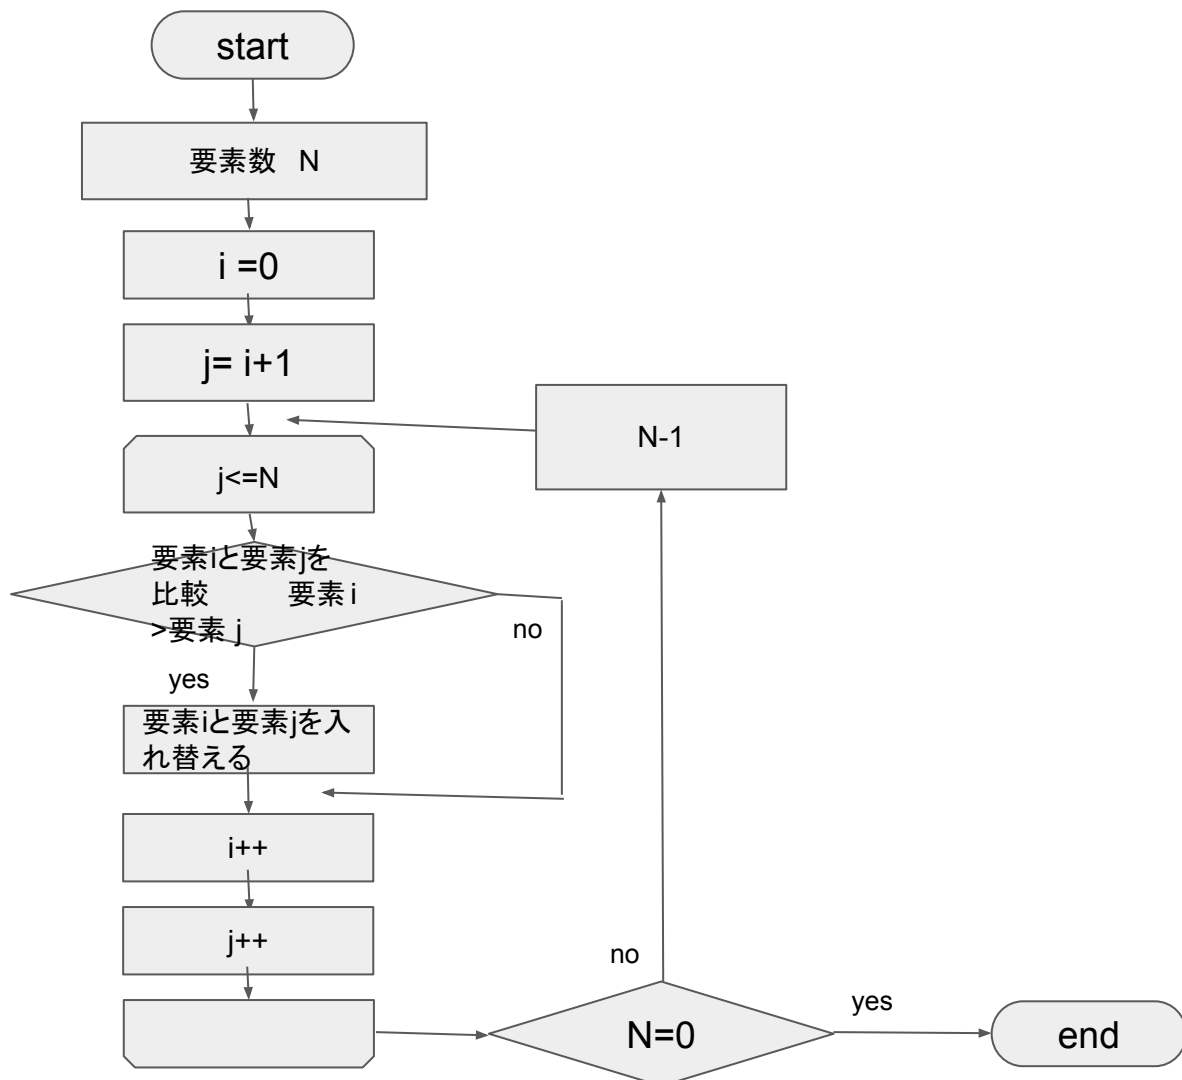 start
要素数 N
i =0
j= i+1
N-1
j<=N
要素iと要素jを
比較 要素 i
>要素 j
no
yes
要素iと要素jを入
れ替える
i++
j++
no
yes
N=0
end